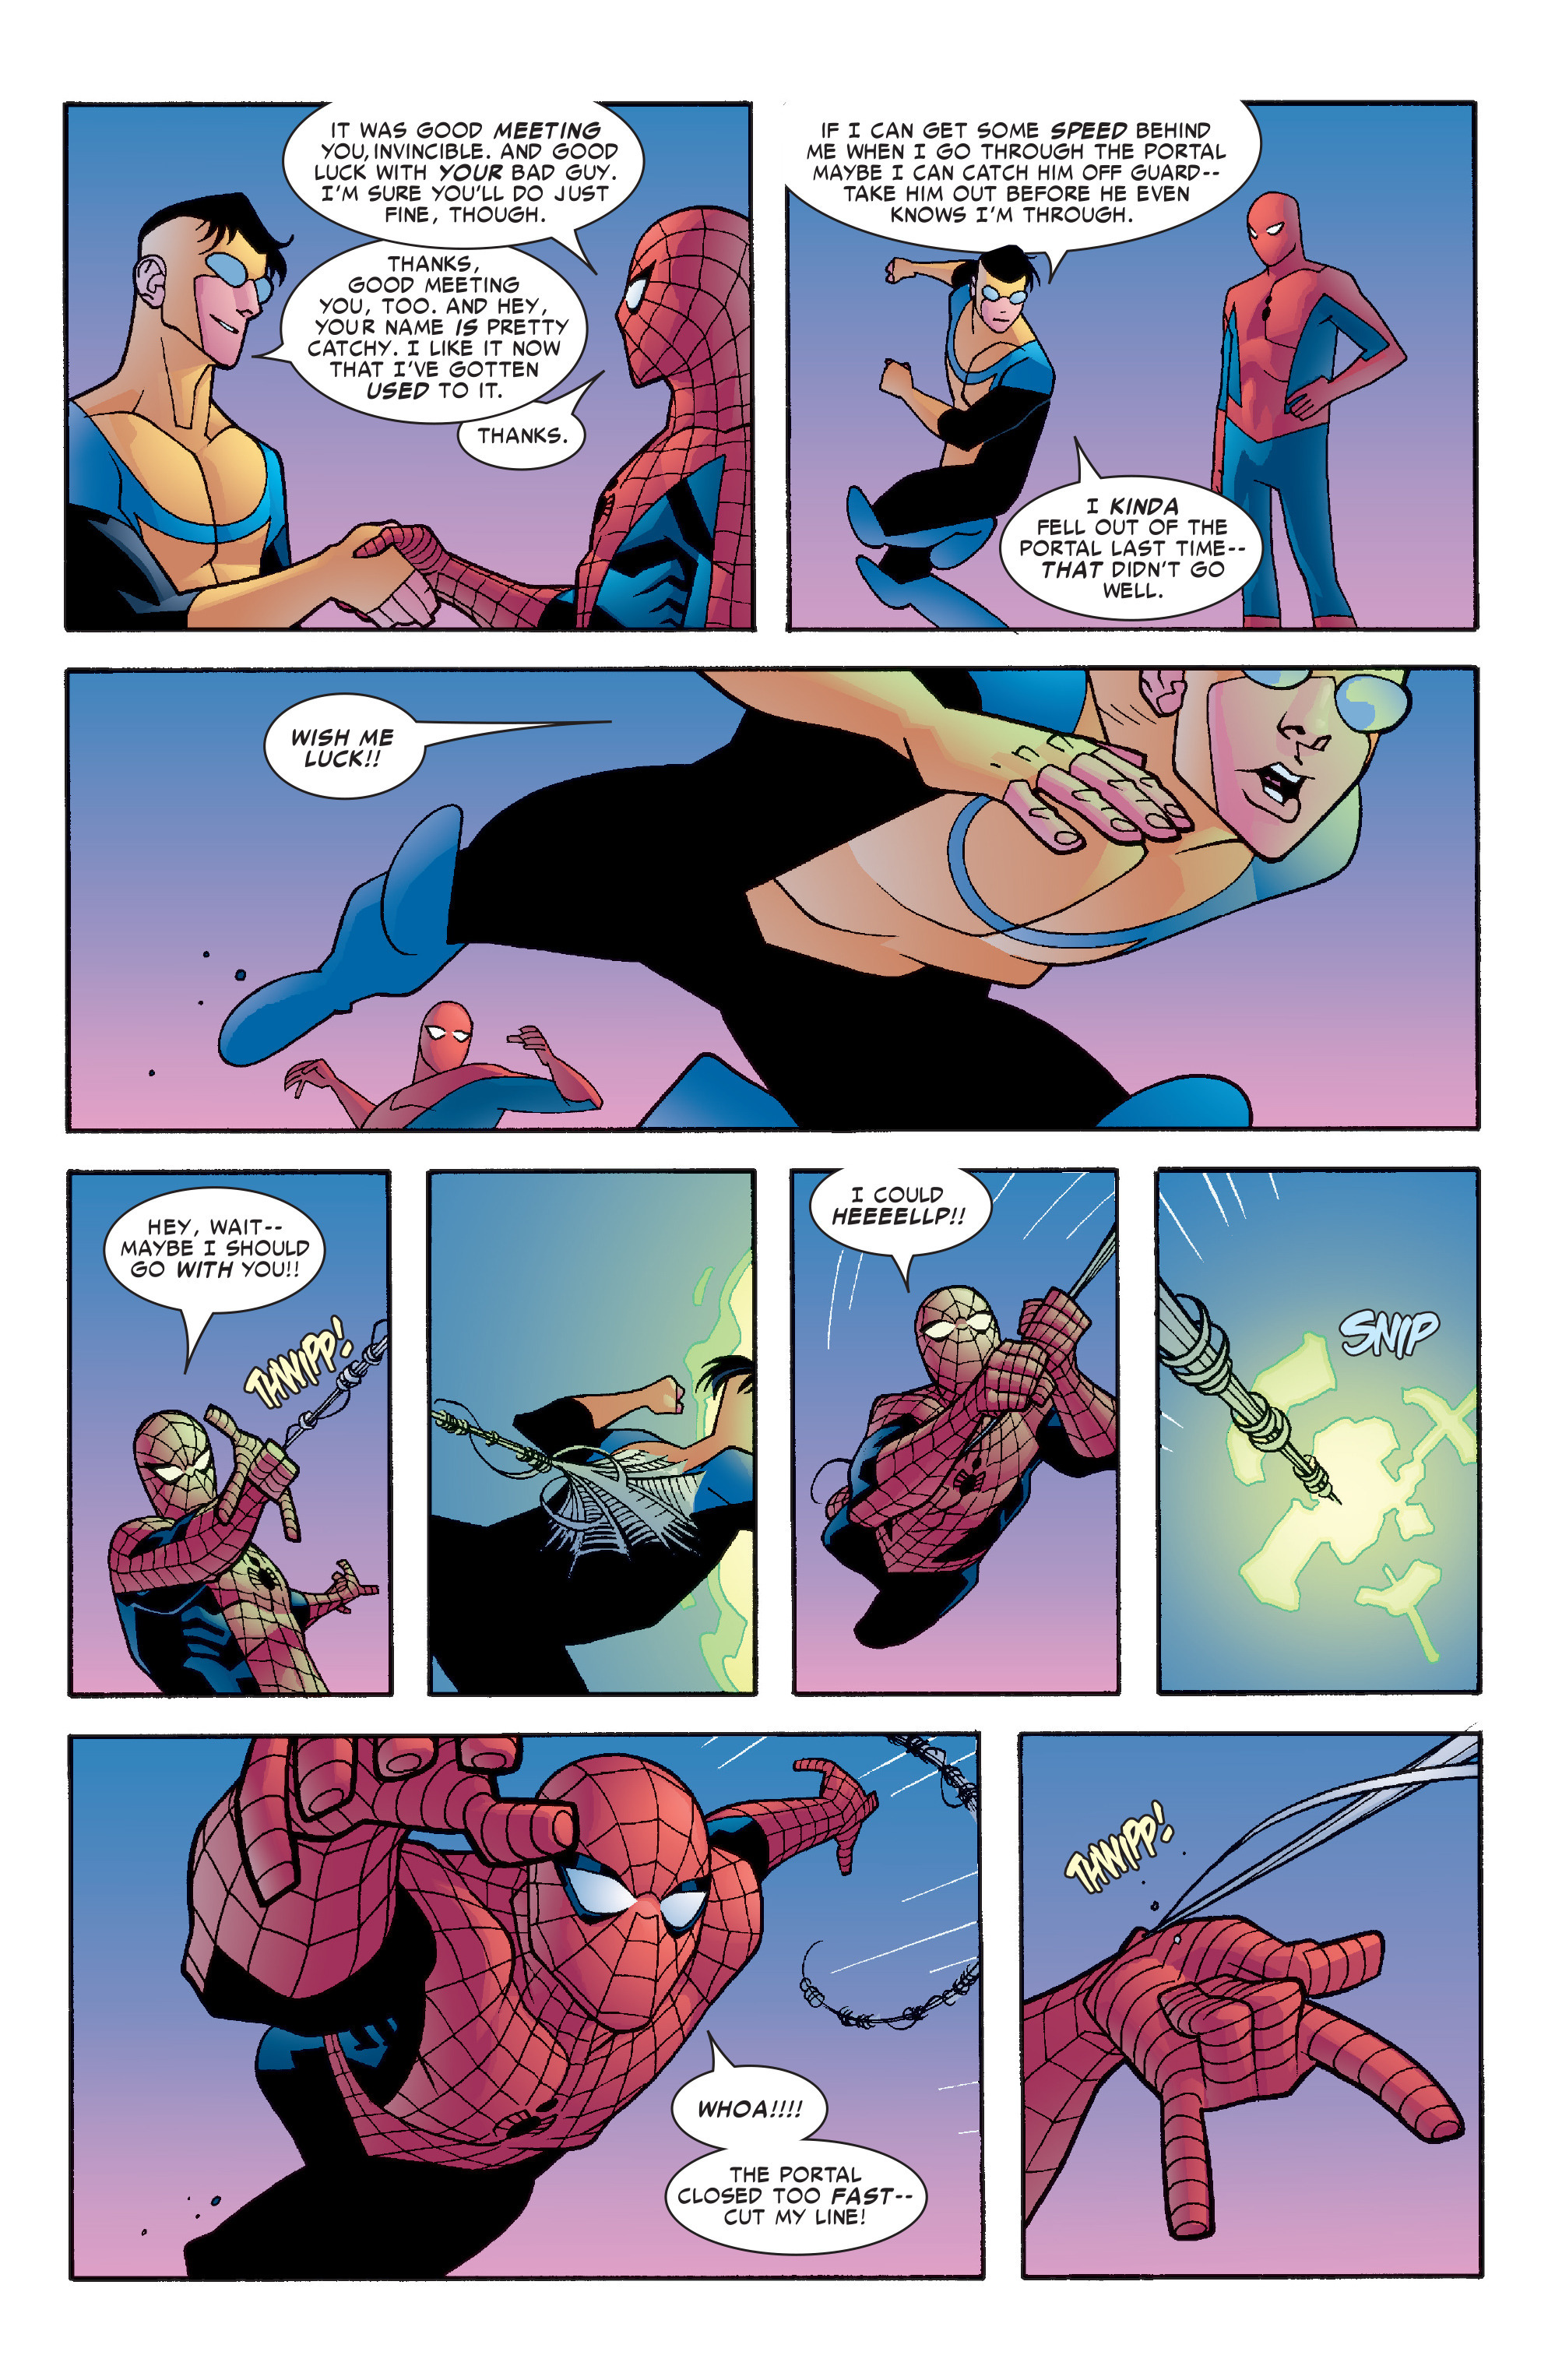 IT WAS GOOD MEETING
YOU, INVINCIBLE. AND GOOD
LUCK WITH YOUR BAD GUY.
I'M SURE YOU'LL DO JUST
FINE, THOUGH.
THANKS,
GOOD MEETING
YOU, TOO. AND HEY,
YOUR NAME IS PRETTY
CATCHY. I LIKE IT NOW
THAT I'VE GOTTEN
USED TO IT.
THANKS.
IF I CAN GET SOME SPEED BEHIND
ME WHEN I GO THROUGH THE PORTAL
MAYBE I CAN CATCH HIM OFF GUARD--
TAKE HIM OUT BEFORE HE EVEN
KNOWS I'M THROUGH.
I KINDA
FELL OUT OF THE
PORTAL LAST TIME--
THAT DIDN'T GO
WELL.
WISH ME
LUCK!!
HEY, WAIT--
MAYBE I SHOULD
GO WITH YOU!!
THWIPP!
I COULD
HEEEELLP!!
SNIP
WHOA!!!!
THE PORTAL
CLOSED TOO FAST--
CUT MY LINE!
THWIPP!